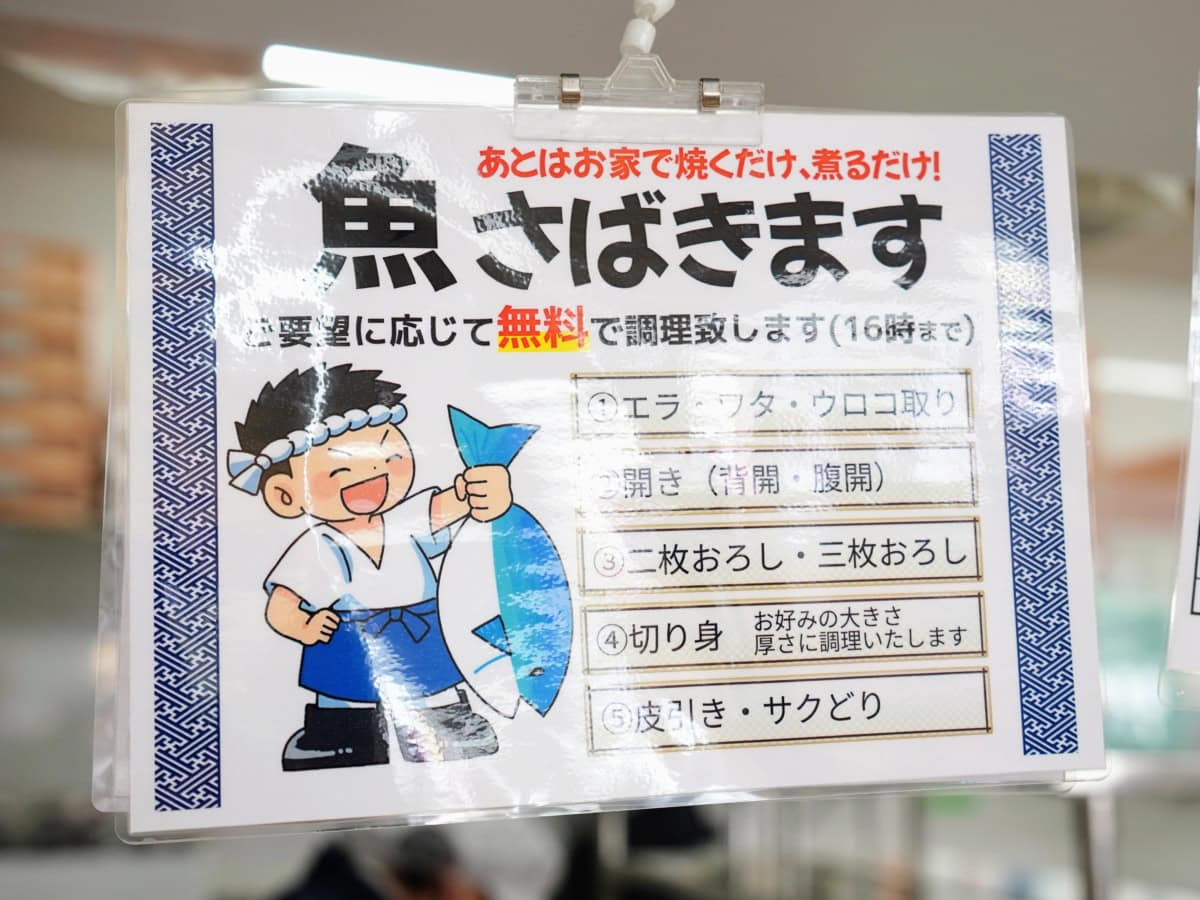 あとはお家で焼くだけ、煮るだけ!
魚さばきます
ご要望に応じて無料で調理致します(16時まで)
①エラ・ワタ・ウロコ取り
②開き（背開・腹開）
③二枚おろし・三枚おろし
④切り身 お好みの大きさ
厚さに調理いたします
⑤皮引き・サクどり